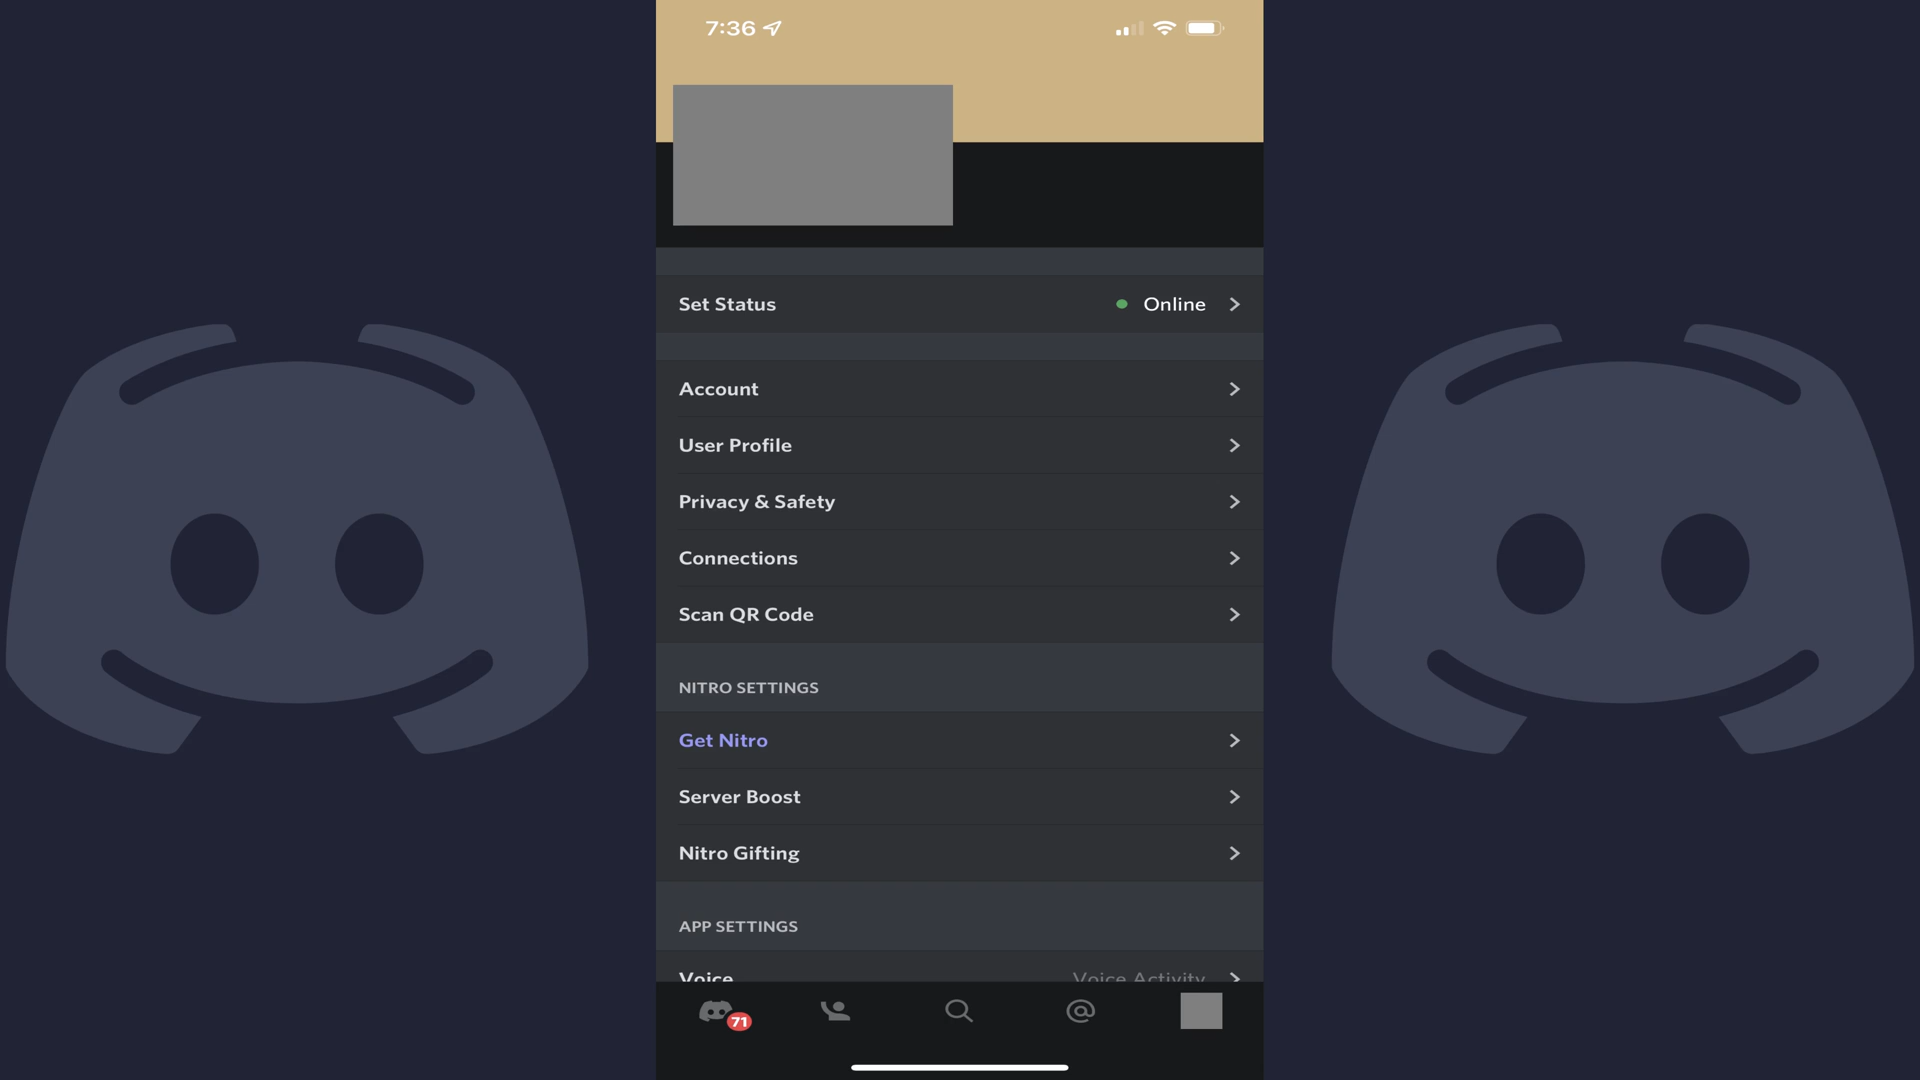 7:36
Set Status Online
Account
User Profile
Privacy & Safety
Connections
Scan QR Code
NITRO SETTINGS
Get Nitro
Server Boost
Nitro Gifting
APP SETTINGS
Voice Voice Activity
71